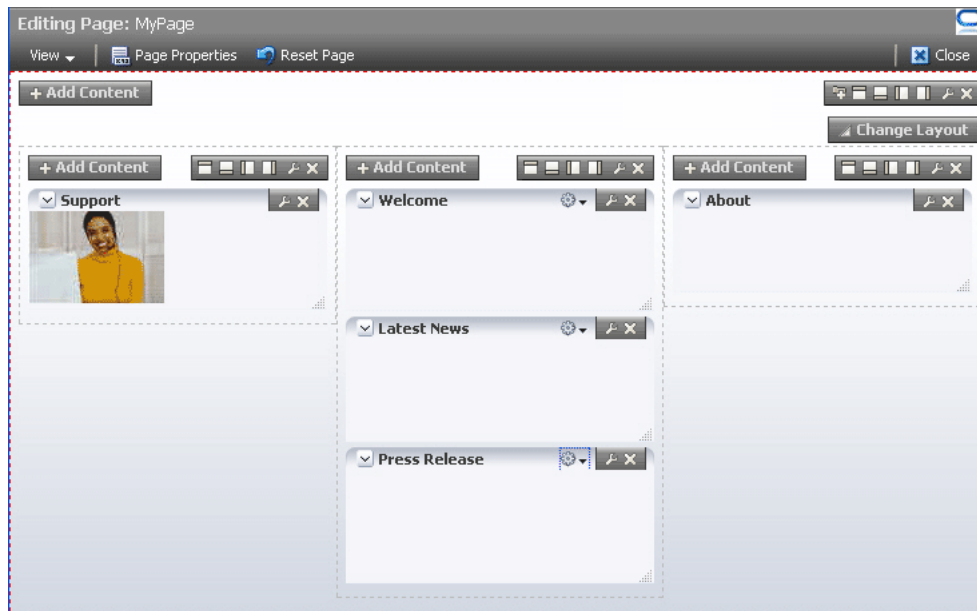 Editing Page: MyPage
View Page Properties Reset Page Close
+ Add Content
Change Layout
+ Add Content + Add Content + Add Content
Support Welcome About
Latest News
Press Release